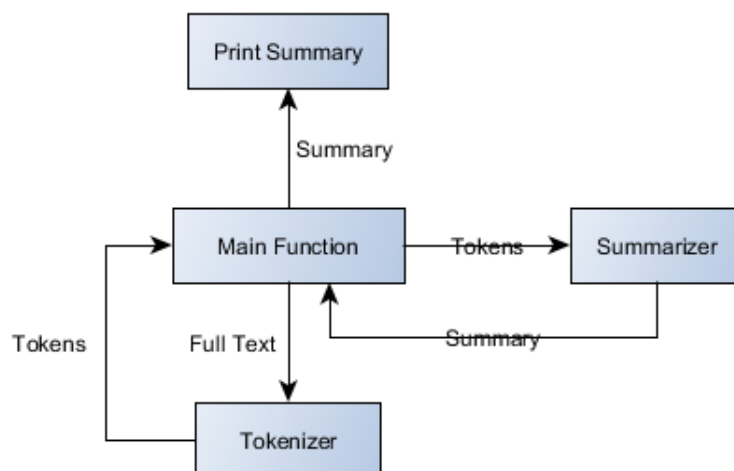 Print Summary
Summary
Main Function
Tokens
Summarizer
Tokens
Full Text
Summary
Tokenizer